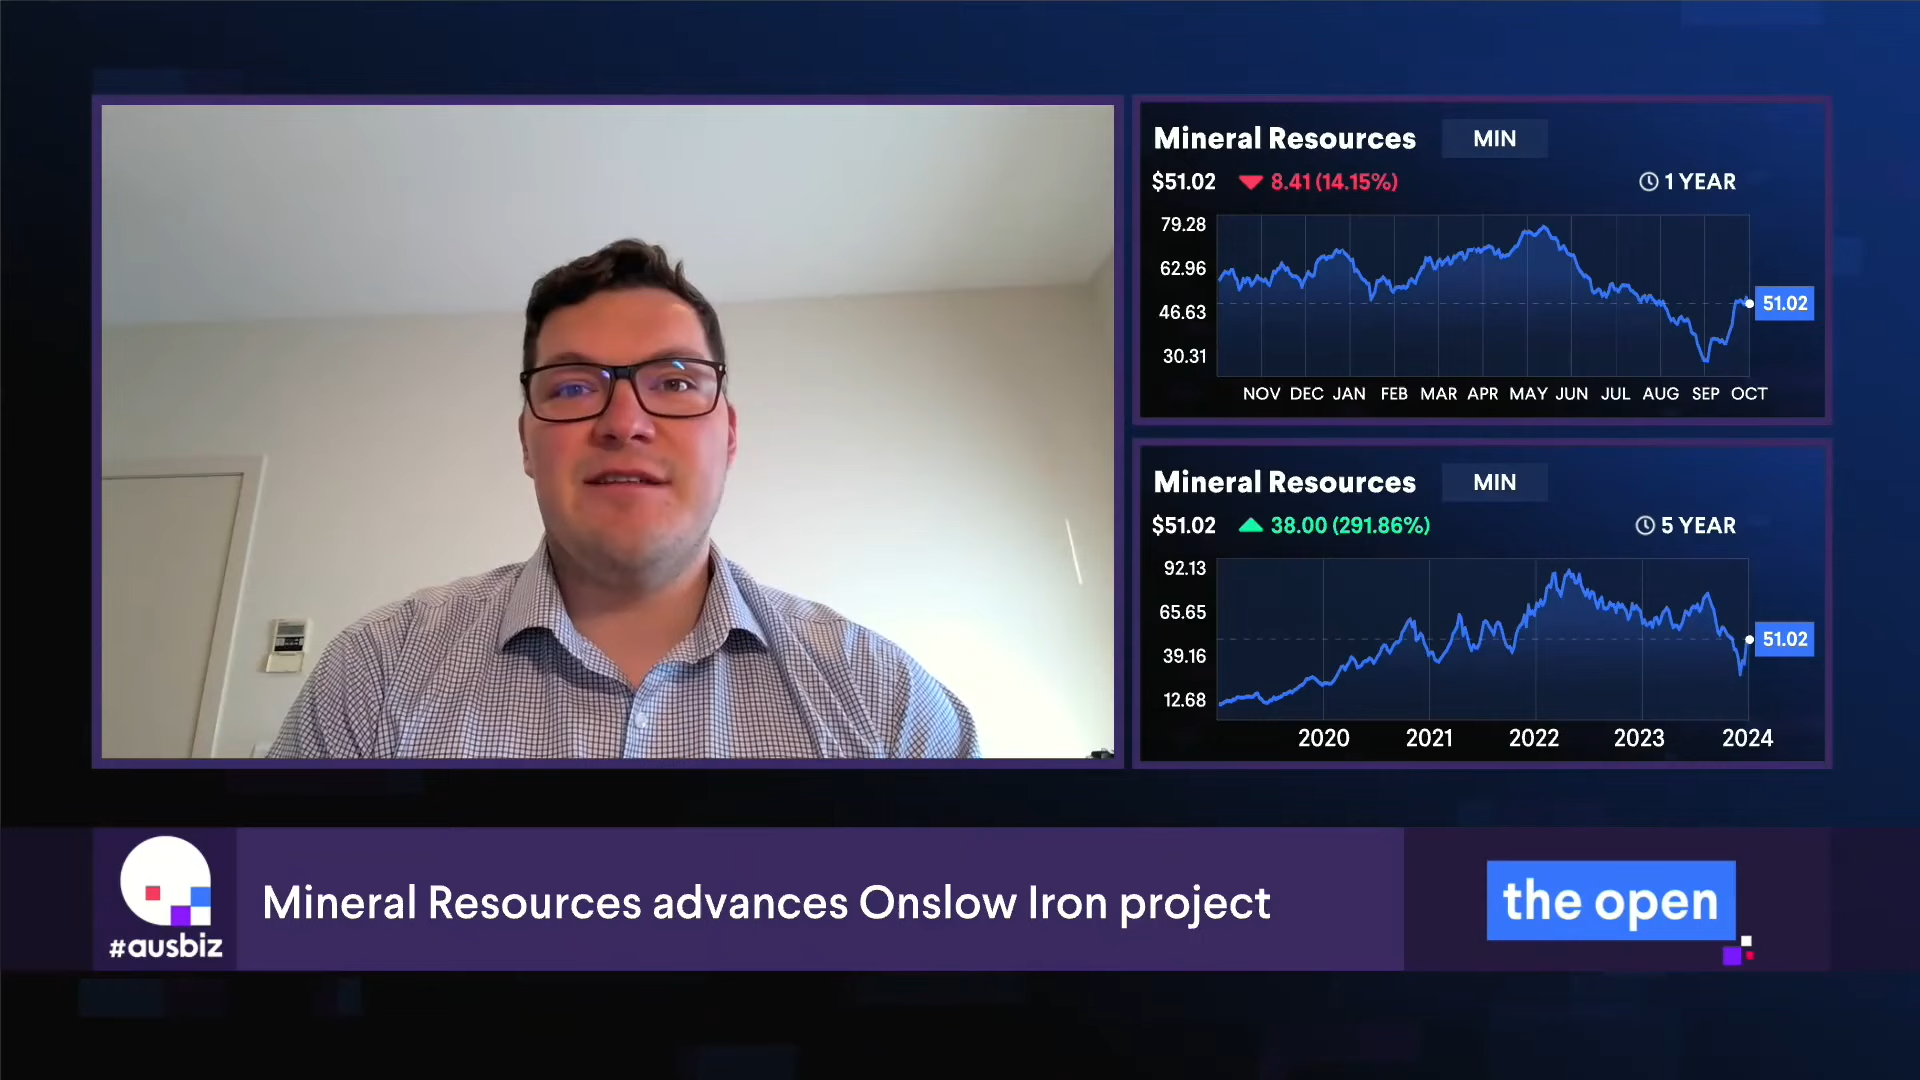 Mineral Resources MIN
$51.02 8.41 (14.15%) 1 YEAR
79.28
62.96
46.63
30.31
51.02
NOV DEC JAN FEB MAR APR MAY JUN JUL AUG SEP OCT
Mineral Resources MIN
$51.02 38.00 (291.86%) 5 YEAR
92.13
65.65
39.16
12.68
51.02
2020 2021 2022 2023 2024
#ausbiz
Mineral Resources advances Onslow Iron project
the open